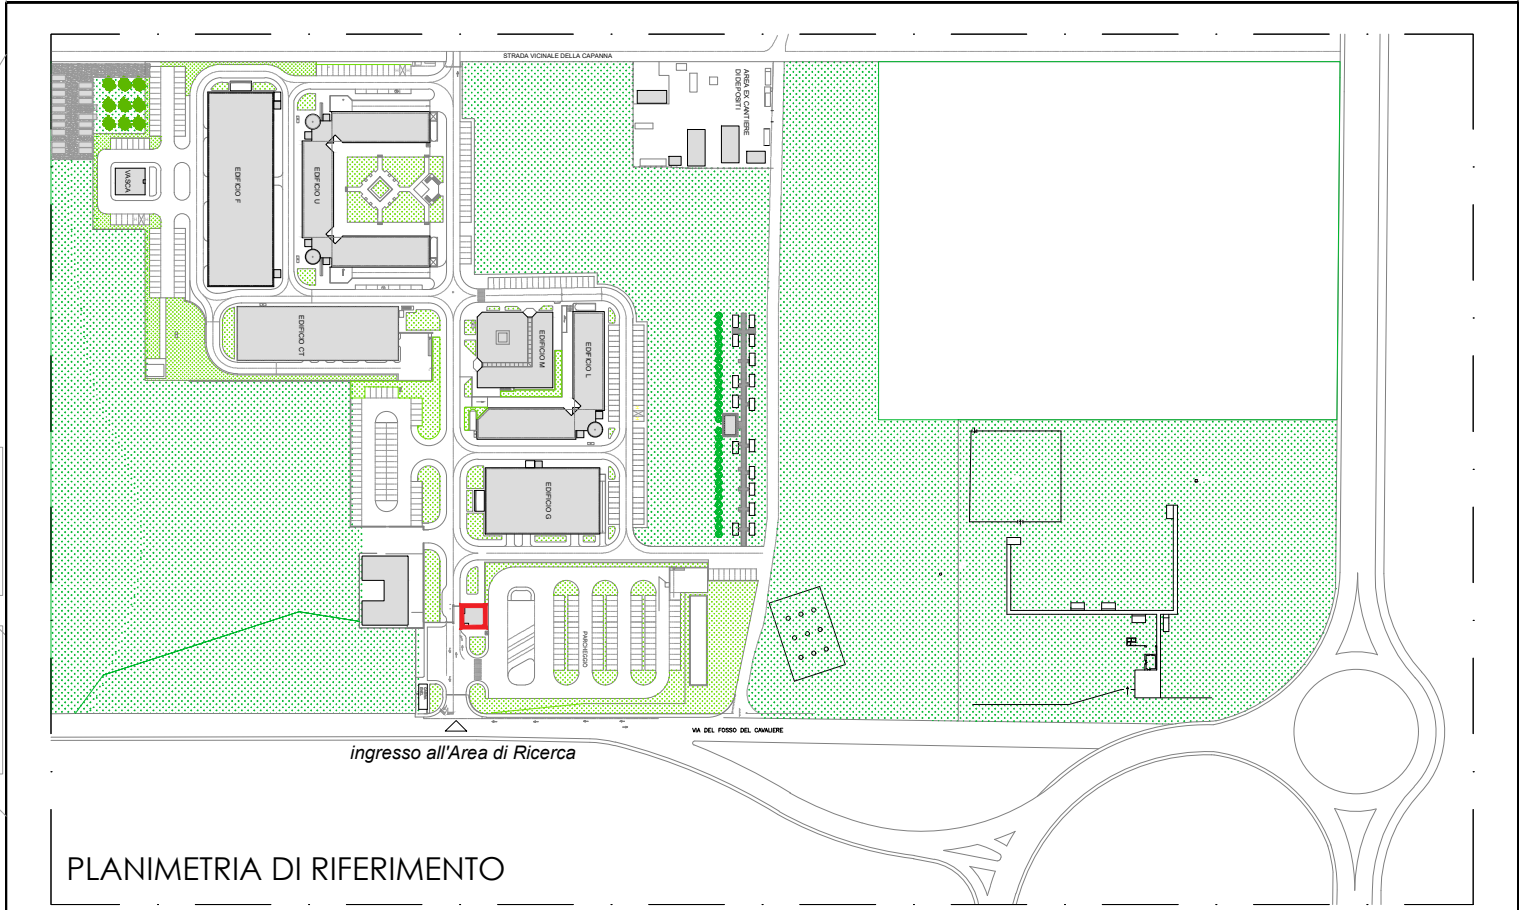 STRADA VICINALE DELLA CAPANNA
AREA EX CANTIERE
DI DEPOSITI
VASCA
EDIFICIO F
EDIFICIO U
EDIFICIO CT
EDIFICIO M
EDIFICIO L
EDIFICIO G
PARCHEGGIO
VIA DEL FOSSO DEL CAVALIERE
ingresso all'Area di Ricerca
PLANIMETRIA DI RIFERIMENTO